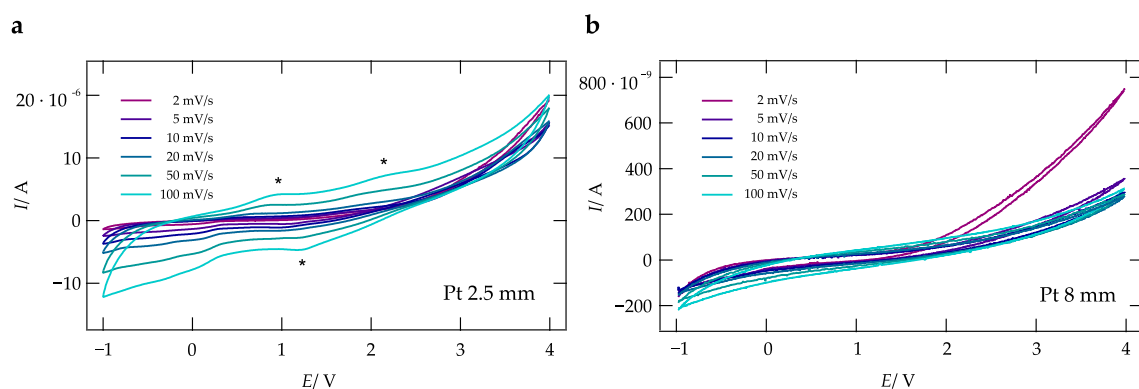 a
I/ A
20 · 10⁻⁶
10
0
−10
2 mV/s
5 mV/s
10 mV/s
20 mV/s
50 mV/s
100 mV/s
*
*
*
Pt 2.5 mm
−1
0
1
2
3
4
E/ V
b
I/ A
800 · 10⁻⁹
600
400
200
0
−200
2 mV/s
5 mV/s
10 mV/s
20 mV/s
50 mV/s
100 mV/s
Pt 8 mm
−1
0
1
2
3
4
E/ V